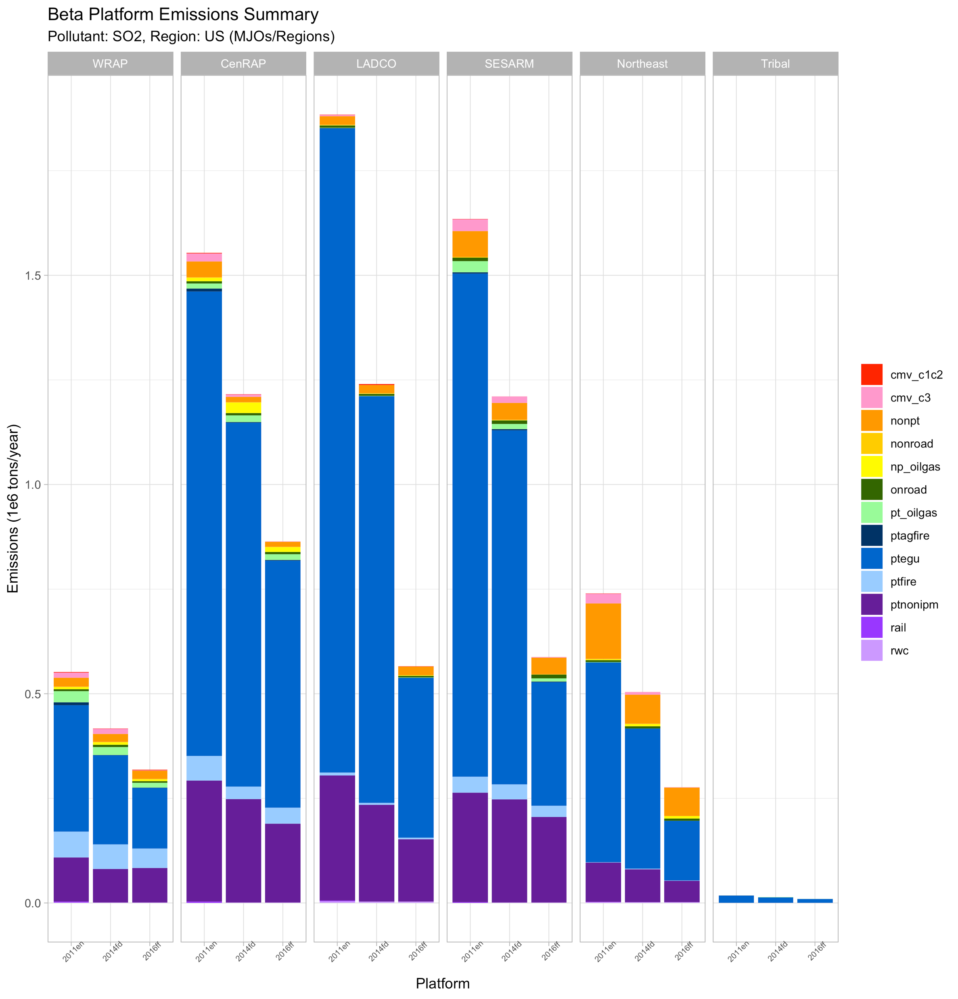 Beta Platform Emissions Summary
Pollutant: SO2, Region: US (MJOs/Regions)
WRAP CenRAP LADCO SESARM Northeast Tribal
Emissions (1e6 tons/year)
1.5
1.0
0.5
0.0
2011en 2014fd 2016ff 2011en 2014fd 2016ff 2011en 2014fd 2016ff 2011en 2014fd 2016ff 2011en 2014fd 2016ff 2011en 2014fd 2016ff
Platform
cmv_c1c2
cmv_c3
nonpt
nonroad
np_oilgas
onroad
pt_oilgas
ptagfire
ptegu
ptfire
ptnonipm
rail
rwc